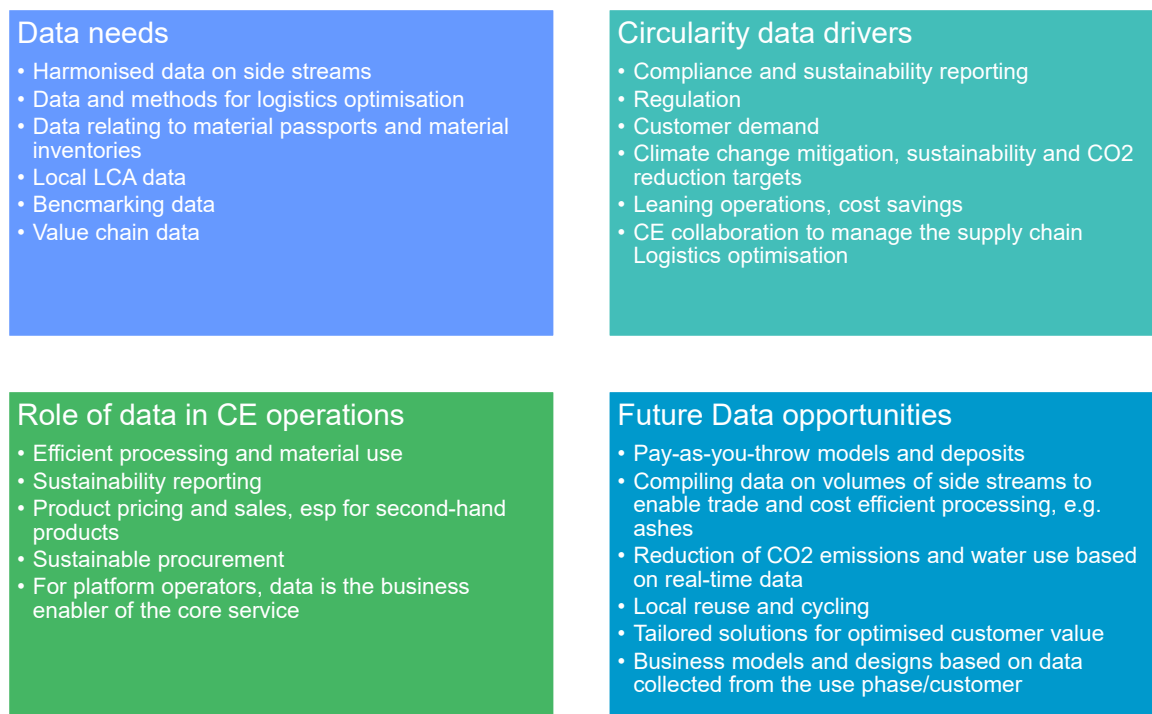 Data needs
• Harmonised data on side streams
• Data and methods for logistics optimisation
• Data relating to material passports and material
inventories
• Local LCA data
• Bencmarking data
• Value chain data
Circularity data drivers
• Compliance and sustainability reporting
• Regulation
• Customer demand
• Climate change mitigation, sustainability and CO2
reduction targets
• Leaning operations, cost savings
• CE collaboration to manage the supply chain
Logistics optimisation
Role of data in CE operations
• Efficient processing and material use
• Sustainability reporting
• Product pricing and sales, esp for second-hand
products
• Sustainable procurement
• For platform operators, data is the business
enabler of the core service
Future Data opportunities
• Pay-as-you-throw models and deposits
• Compiling data on volumes of side streams to
enable trade and cost efficient processing, e.g.
ashes
• Reduction of CO2 emissions and water use based
on real-time data
• Local reuse and cycling
• Tailored solutions for optimised customer value
• Business models and designs based on data
collected from the use phase/customer